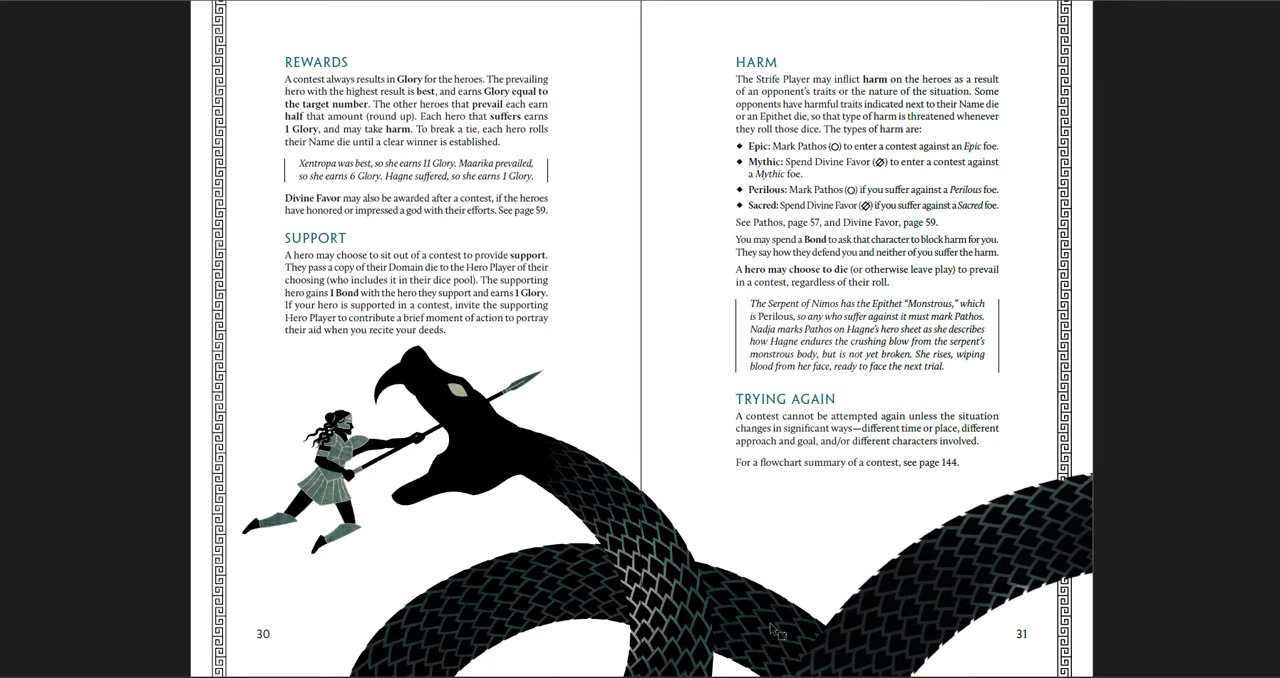 REWARDS
A contest always results in Glory for the heroes. The prevailing
hero with the highest result is best, and earns Glory equal to
the target number. The other heroes that prevail each earn
half that amount (round up). Each hero that suffers earns
1 Glory, and may take harm. To break a tie, each hero rolls
their Name die until a clear winner is established.
Xentropa was best, so she earns 11 Glory. Maarika prevailed,
so she earns 6 Glory. Hagne suffered, so she earns 1 Glory.
Divine Favor may also be awarded after a contest, if the heroes
have honored or impressed a god with their efforts. See page 59.
SUPPORT
A hero may choose to sit out of a contest to provide support.
They pass a copy of their Domain die to the Hero Player of their
choosing (who includes it in their dice pool). The supporting
hero gains 1 Bond with the hero they support and earns 1 Glory.
If your hero is supported in a contest, invite the supporting
Hero Player to contribute a brief moment of action to portray
their aid when you recite your deeds.
30
HARM
The Strife Player may inflict harm on the heroes as a result
of an opponent's traits or the nature of the situation. Some
opponents have harmful traits indicated next to their Name die
or an Epithet die, so that type of harm is threatened whenever
they roll those dice. The types of harm are:
◆ Epic: Mark Pathos (○) to enter a contest against an Epic foe.
◆ Mythic: Spend Divine Favor () to enter a contest against
a Mythic foe.
◆ Perilous: Mark Pathos (○) if you suffer against a Perilous foe.
◆ Sacred: Spend Divine Favor () if you suffer against a Sacred foe.
See Pathos, page 57, and Divine Favor, page 59.
You may spend a Bond to ask that character to block harm for you.
They say how they defend you and neither of you suffer the harm.
A hero may choose to die (or otherwise leave play) to prevail
in a contest, regardless of their roll.
The Serpent of Nimos has the Epithet “Monstrous,” which
is Perilous, so any who suffer against it must mark Pathos.
Nadja marks Pathos on Hagne's hero sheet as she describes
how Hagne endures the crushing blow from the serpent's
monstrous body, but is not yet broken. She rises, wiping
blood from her face, ready to face the next trial.
TRYING AGAIN
A contest cannot be attempted again unless the situation
changes in significant ways—different time or place, different
approach and goal, and/or different characters involved.
For a flowchart summary of a contest, see page 144.
31